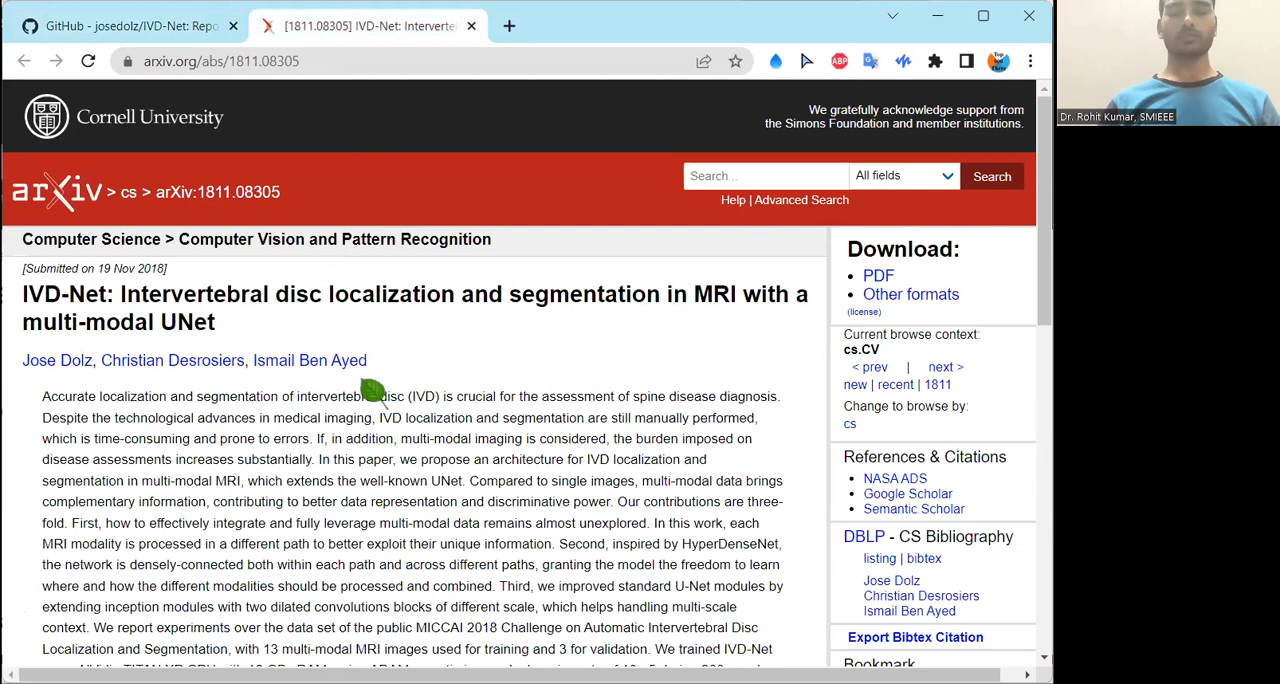 GitHub - josedolz/IVD-Net: Repo
[1811.08305] IVD-Net: Interverte
arxiv.org/abs/1811.08305
ABP
Dr. Rohit Kumar, SMIEEE
Cornell University
We gratefully acknowledge support from
the Simons Foundation and member institutions.
arXiv > cs > arXiv:1811.08305
Search... All fields Search
Help | Advanced Search
Computer Science > Computer Vision and Pattern Recognition
[Submitted on 19 Nov 2018]
IVD-Net: Intervertebral disc localization and segmentation in MRI with a
multi-modal UNet
Jose Dolz, Christian Desrosiers, Ismail Ben Ayed
Accurate localization and segmentation of intervertebral disc (IVD) is crucial for the assessment of spine disease diagnosis.
Despite the technological advances in medical imaging, IVD localization and segmentation are still manually performed,
which is time-consuming and prone to errors. If, in addition, multi-modal imaging is considered, the burden imposed on
disease assessments increases substantially. In this paper, we propose an architecture for IVD localization and
segmentation in multi-modal MRI, which extends the well-known UNet. Compared to single images, multi-modal data brings
complementary information, contributing to better data representation and discriminative power. Our contributions are three-
fold. First, how to effectively integrate and fully leverage multi-modal data remains almost unexplored. In this work, each
MRI modality is processed in a different path to better exploit their unique information. Second, inspired by HyperDenseNet,
the network is densely-connected both within each path and across different paths, granting the model the freedom to learn
where and how the different modalities should be processed and combined. Third, we improved standard U-Net modules by
extending inception modules with two dilated convolutions blocks of different scale, which helps handling multi-scale
context. We report experiments over the data set of the public MICCAI 2018 Challenge on Automatic Intervertebral Disc
Localization and Segmentation, with 13 multi-modal MRI images used for training and 3 for validation. We trained IVD-Net
Download:
PDF
Other formats
(license)
Current browse context:
cs.CV
< prev | next >
new | recent | 1811
Change to browse by:
cs
References & Citations
NASA ADS
Google Scholar
Semantic Scholar
DBLP - CS Bibliography
listing | bibtex
Jose Dolz
Christian Desrosiers
Ismail Ben Ayed
Export Bibtex Citation
Bookmark